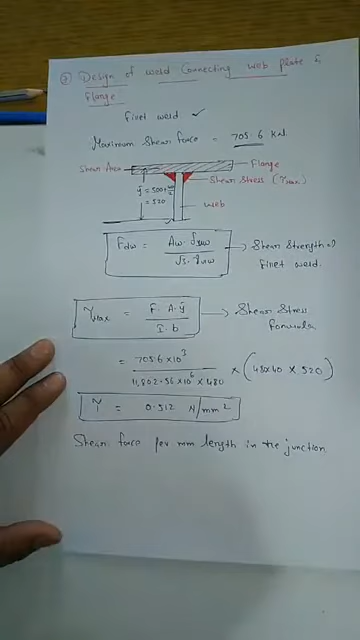 ② Design of weld Connecting web plate &
flange
fillet weld ✓
Maximum Shear force = 705.6 kN
Shear Area
Flange
Shear Stress (τmax)
ȳ = 500+40/2
= 520
web
Fdw = Aw. fuw / √3. γmw → Shear Strength of
fillet weld.
τmax = F. A.ȳ / I. b → Shear Stress
formula
= 705.6 × 10³ / 11,802.56 × 10⁶ × 480 × (480 × 40 × 520)
τ = 0.512 N/mm²
Shear force per mm length in the junction